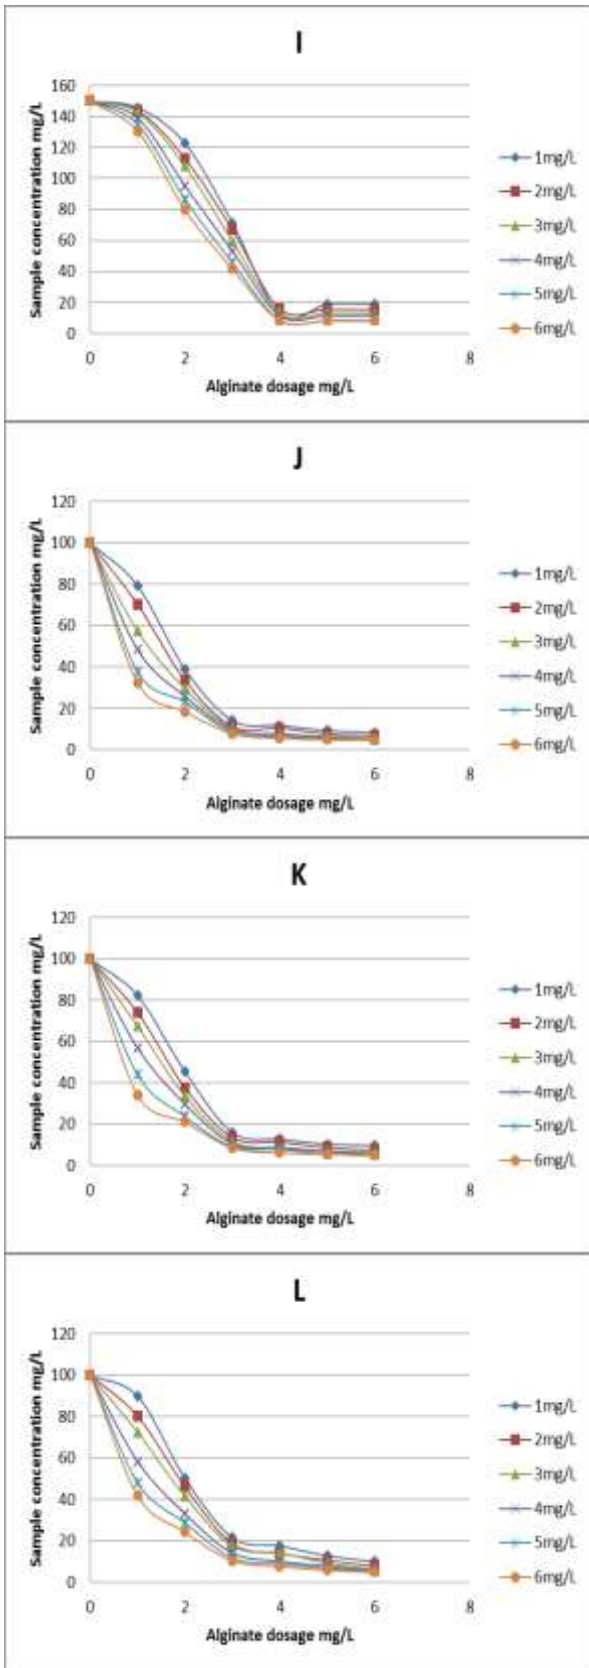 I
Sample concentration mg/L
160
140
120
100
80
60
40
20
0
0 2 4 6 8
Alginate dosage mg/L
1mg/L
2mg/L
3mg/L
4mg/L
5mg/L
6mg/L
J
Sample concentration mg/L
120
100
80
60
40
20
0
0 2 4 6 8
Alginate dosage mg/L
1mg/L
2mg/L
3mg/L
4mg/L
5mg/L
6mg/L
K
Sample concentration mg/L
120
100
80
60
40
20
0
0 2 4 6 8
Alginate dosage mg/L
1mg/L
2mg/L
3mg/L
4mg/L
5mg/L
6mg/L
L
Sample concentration mg/L
120
100
80
60
40
20
0
0 2 4 6 8
Alginate dosage mg/L
1mg/L
2mg/L
3mg/L
4mg/L
5mg/L
6mg/L